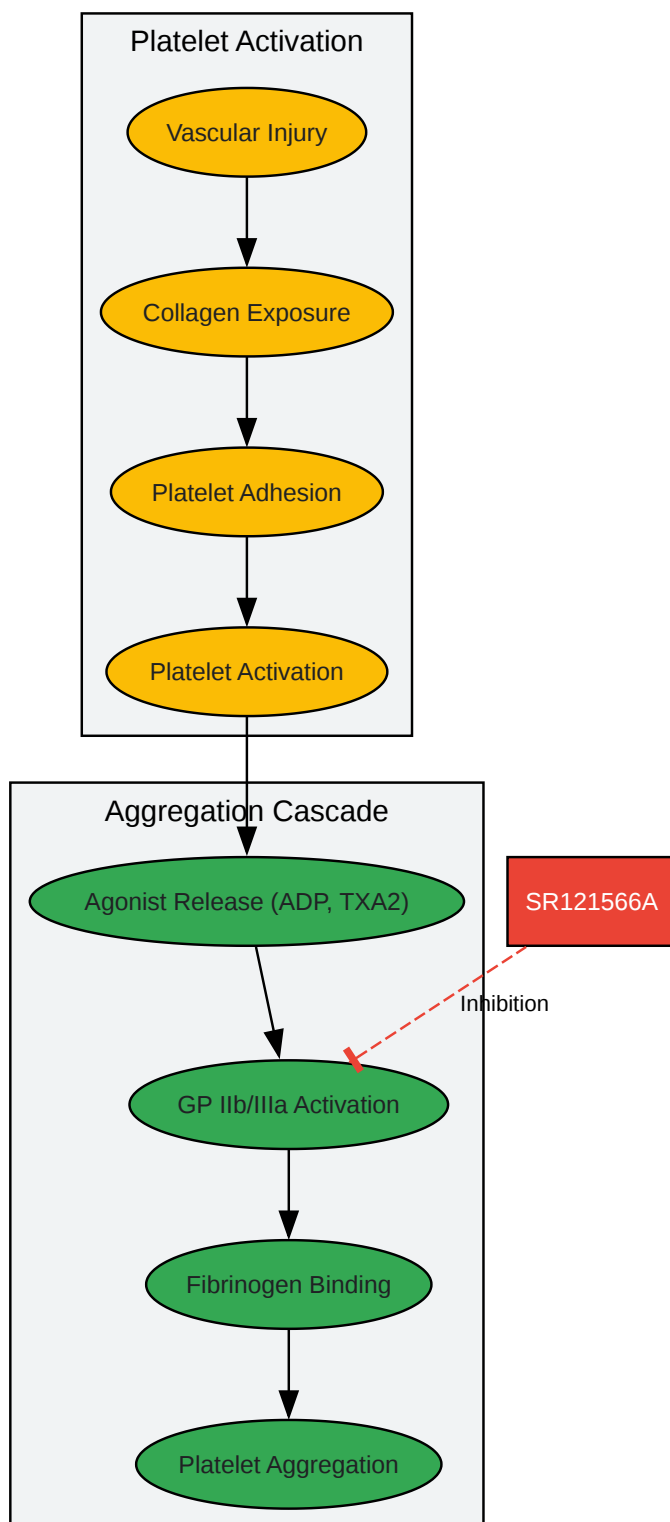 Platelet Activation
Vascular Injury
Collagen Exposure
Platelet Adhesion
Platelet Activation
Aggregation Cascade
Agonist Release (ADP, TXA2)
SR121566A
Inhibition
GP IIb/IIIa Activation
Fibrinogen Binding
Platelet Aggregation